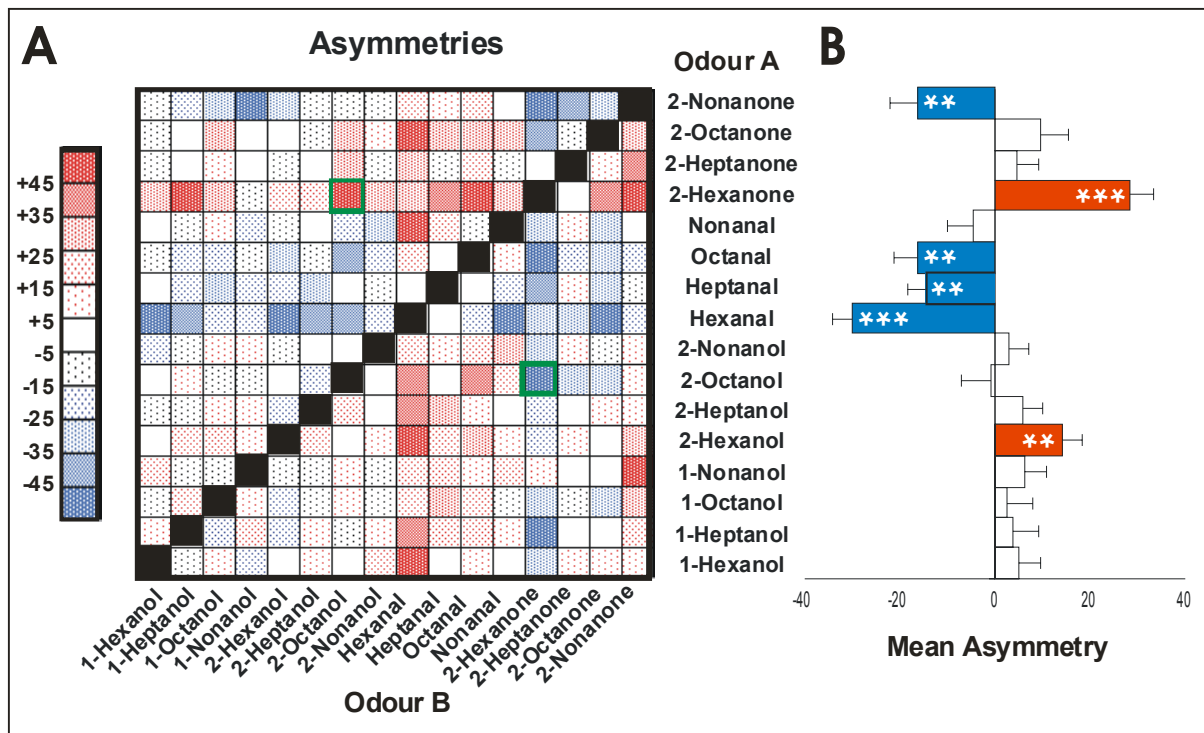 A
Asymmetries
Odour A
B
+45
+35
+25
+15
+5
-5
-15
-25
-35
-45
2-Nonanone
2-Octanone
2-Heptanone
2-Hexanone
Nonanal
Octanal
Heptanal
Hexanal
2-Nonanol
2-Octanol
2-Heptanol
2-Hexanol
1-Nonanol
1-Octanol
1-Heptanol
1-Hexanol
**
***
**
**
***
**
1-Hexanol
1-Heptanol
1-Octanol
1-Nonanol
2-Hexanol
2-Heptanol
2-Octanol
2-Nonanol
Hexanal
Heptanal
Octanal
Nonanal
2-Hexanone
2-Heptanone
2-Octanone
2-Nonanone
Odour B
-40 -20 0 20 40
Mean Asymmetry